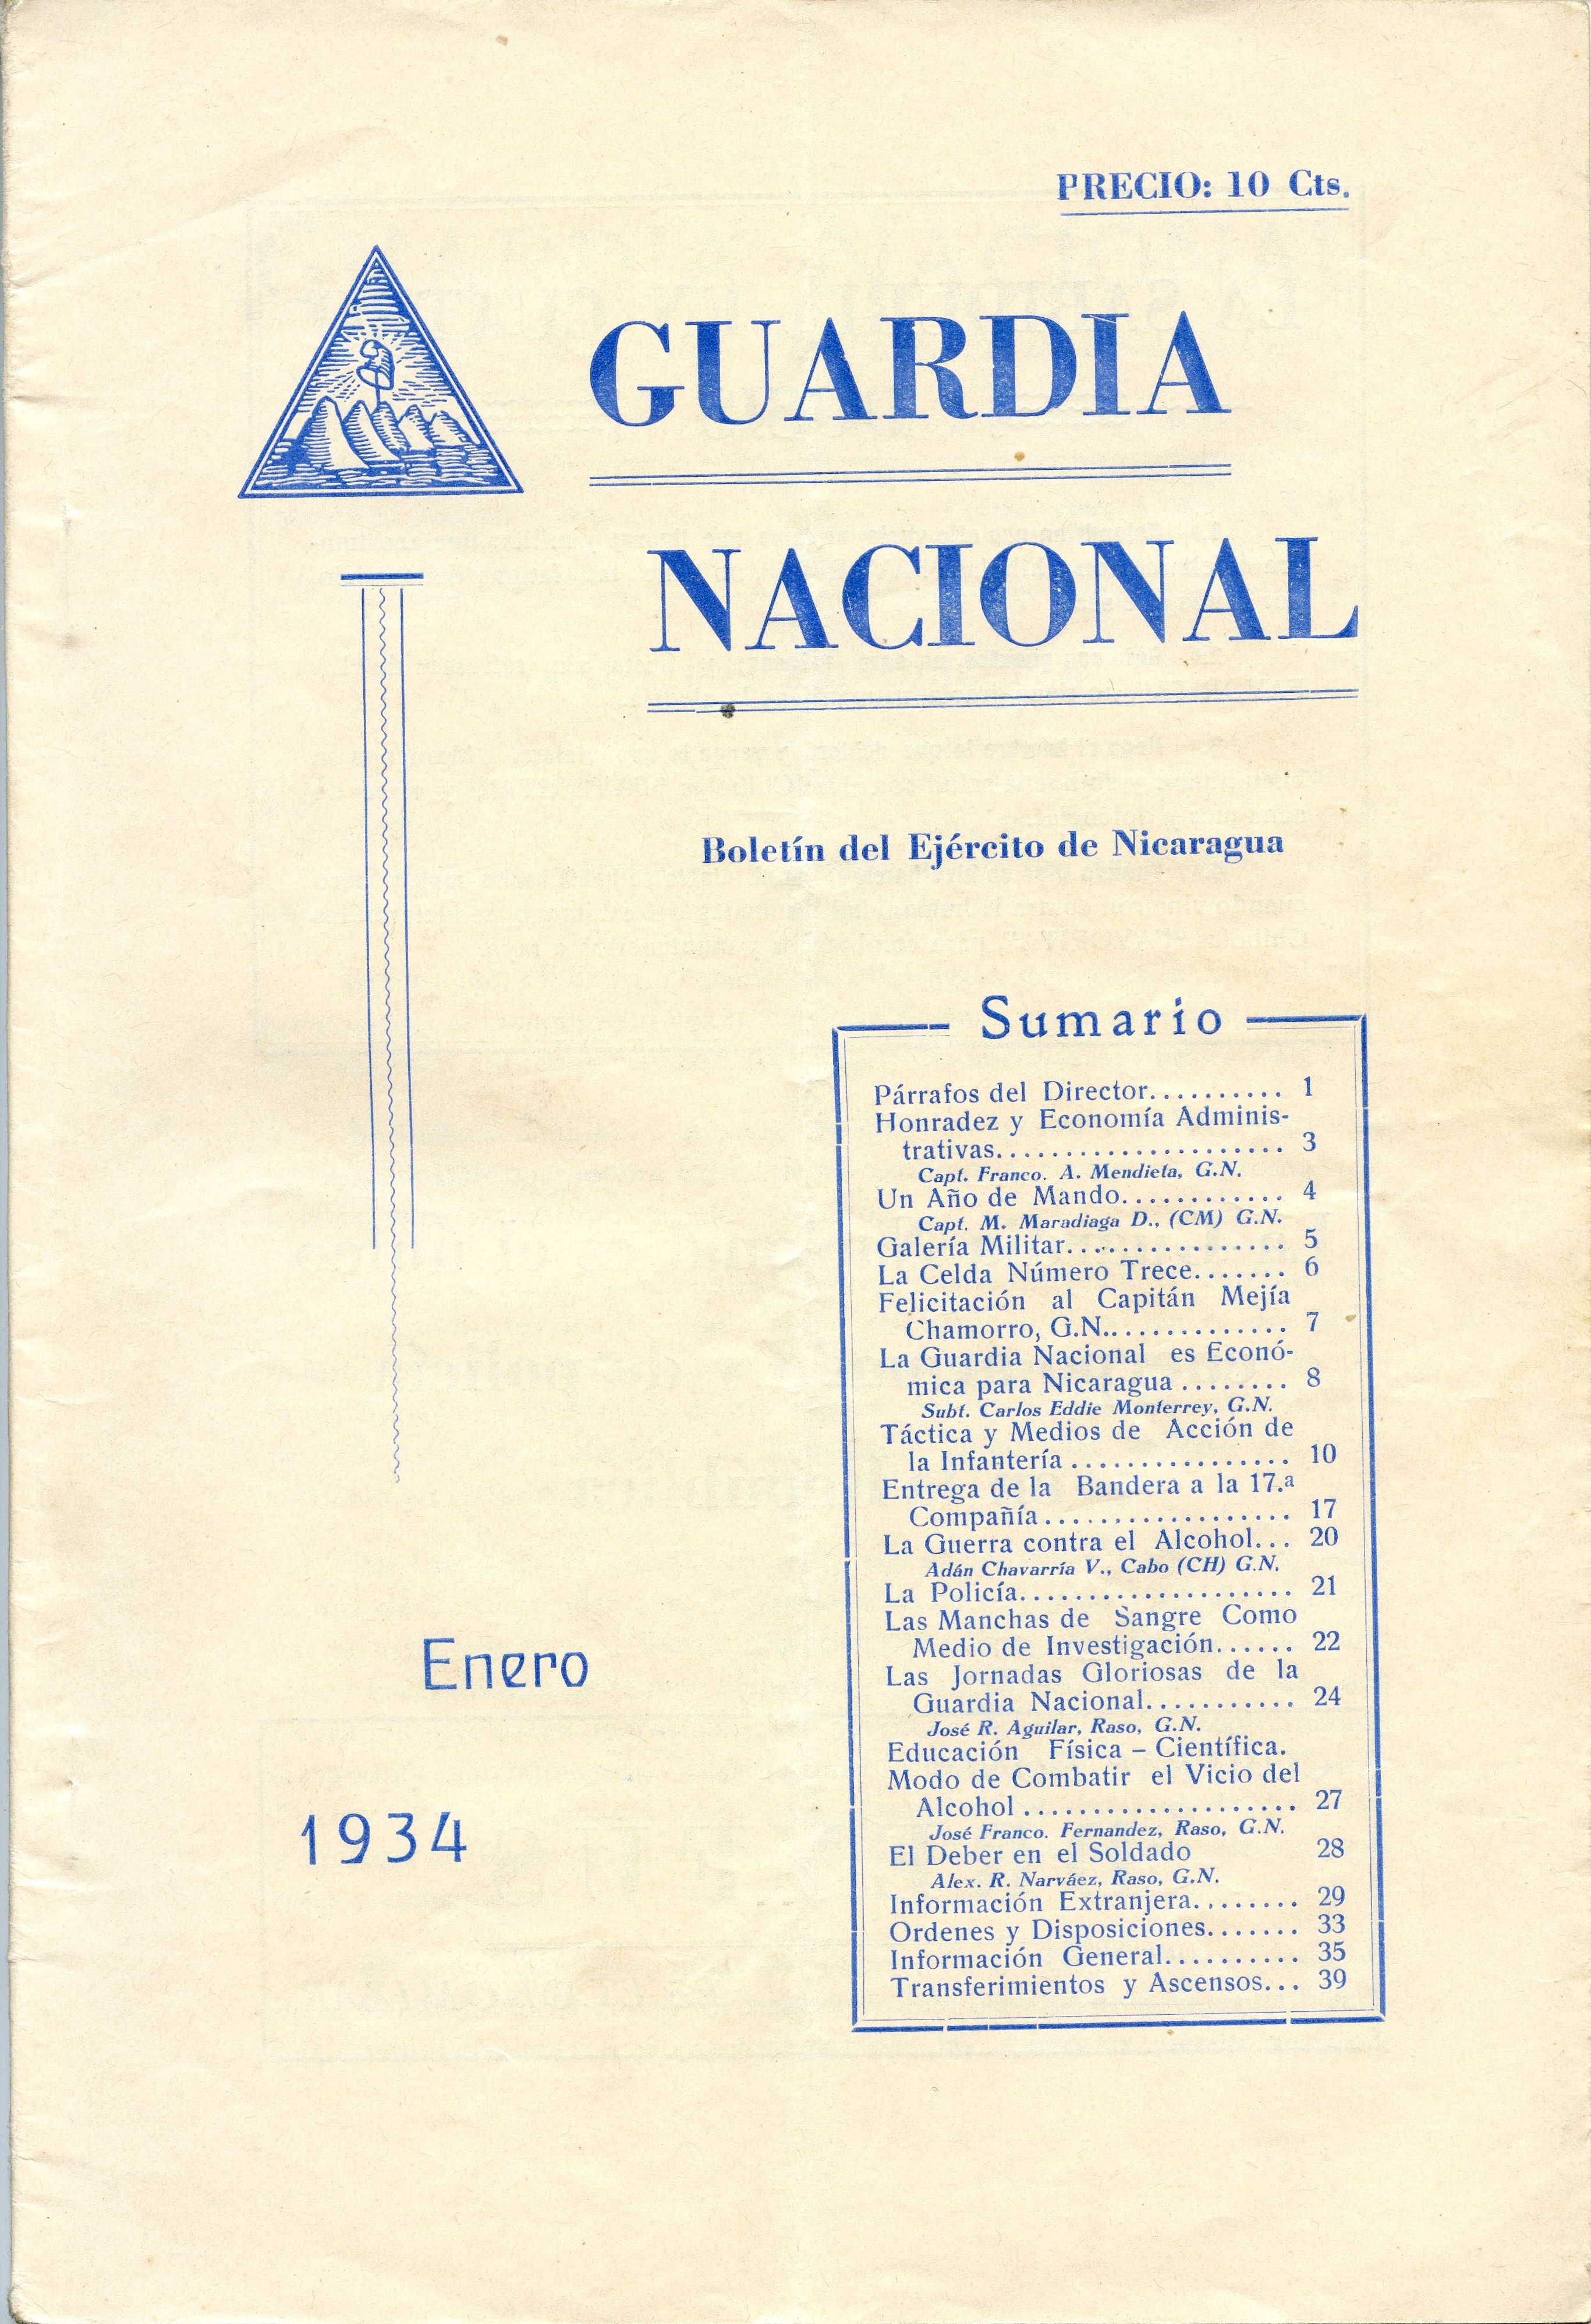 PRECIO: 10 Cts.
GUARDIA
NACIONAL
Boletín del Ejército de Nicaragua
Sumario
Párrafos del Director.......... 1
Honradez y Economía Adminis-
trativas..................... 3
Capt. Franco. A. Mendieta, G.N.
Un Año de Mando............ 4
Capt. M. Maradiaga D., (CM) G.N.
Galería Militar................ 5
La Celda Número Trece....... 6
Felicitación al Capitán Mejía
Chamorro, G.N.............. 7
La Guardia Nacional es Econó-
mica para Nicaragua ........ 8
Subt. Carlos Eddie Monterrey, G.N.
Táctica y Medios de Acción de
la Infantería ................ 10
Entrega de la Bandera a la 17.ª
Compañía .................. 17
La Guerra contra el Alcohol... 20
Adán Chavarría V., Cabo (CH) G.N.
La Policía.................... 21
Las Manchas de Sangre Como
Medio de Investigación...... 22
Las Jornadas Gloriosas de la
Guardia Nacional........... 24
José R. Aguilar, Raso, G.N.
Educación Física – Científica.
Modo de Combatir el Vicio del
Alcohol .................... 27
José Franco. Fernandez, Raso, G.N.
El Deber en el Soldado 28
Alex. R. Narváez, Raso, G.N.
Información Extranjera........ 29
Ordenes y Disposiciones....... 33
Información General.......... 35
Transferimientos y Ascensos... 39
Enero
1934